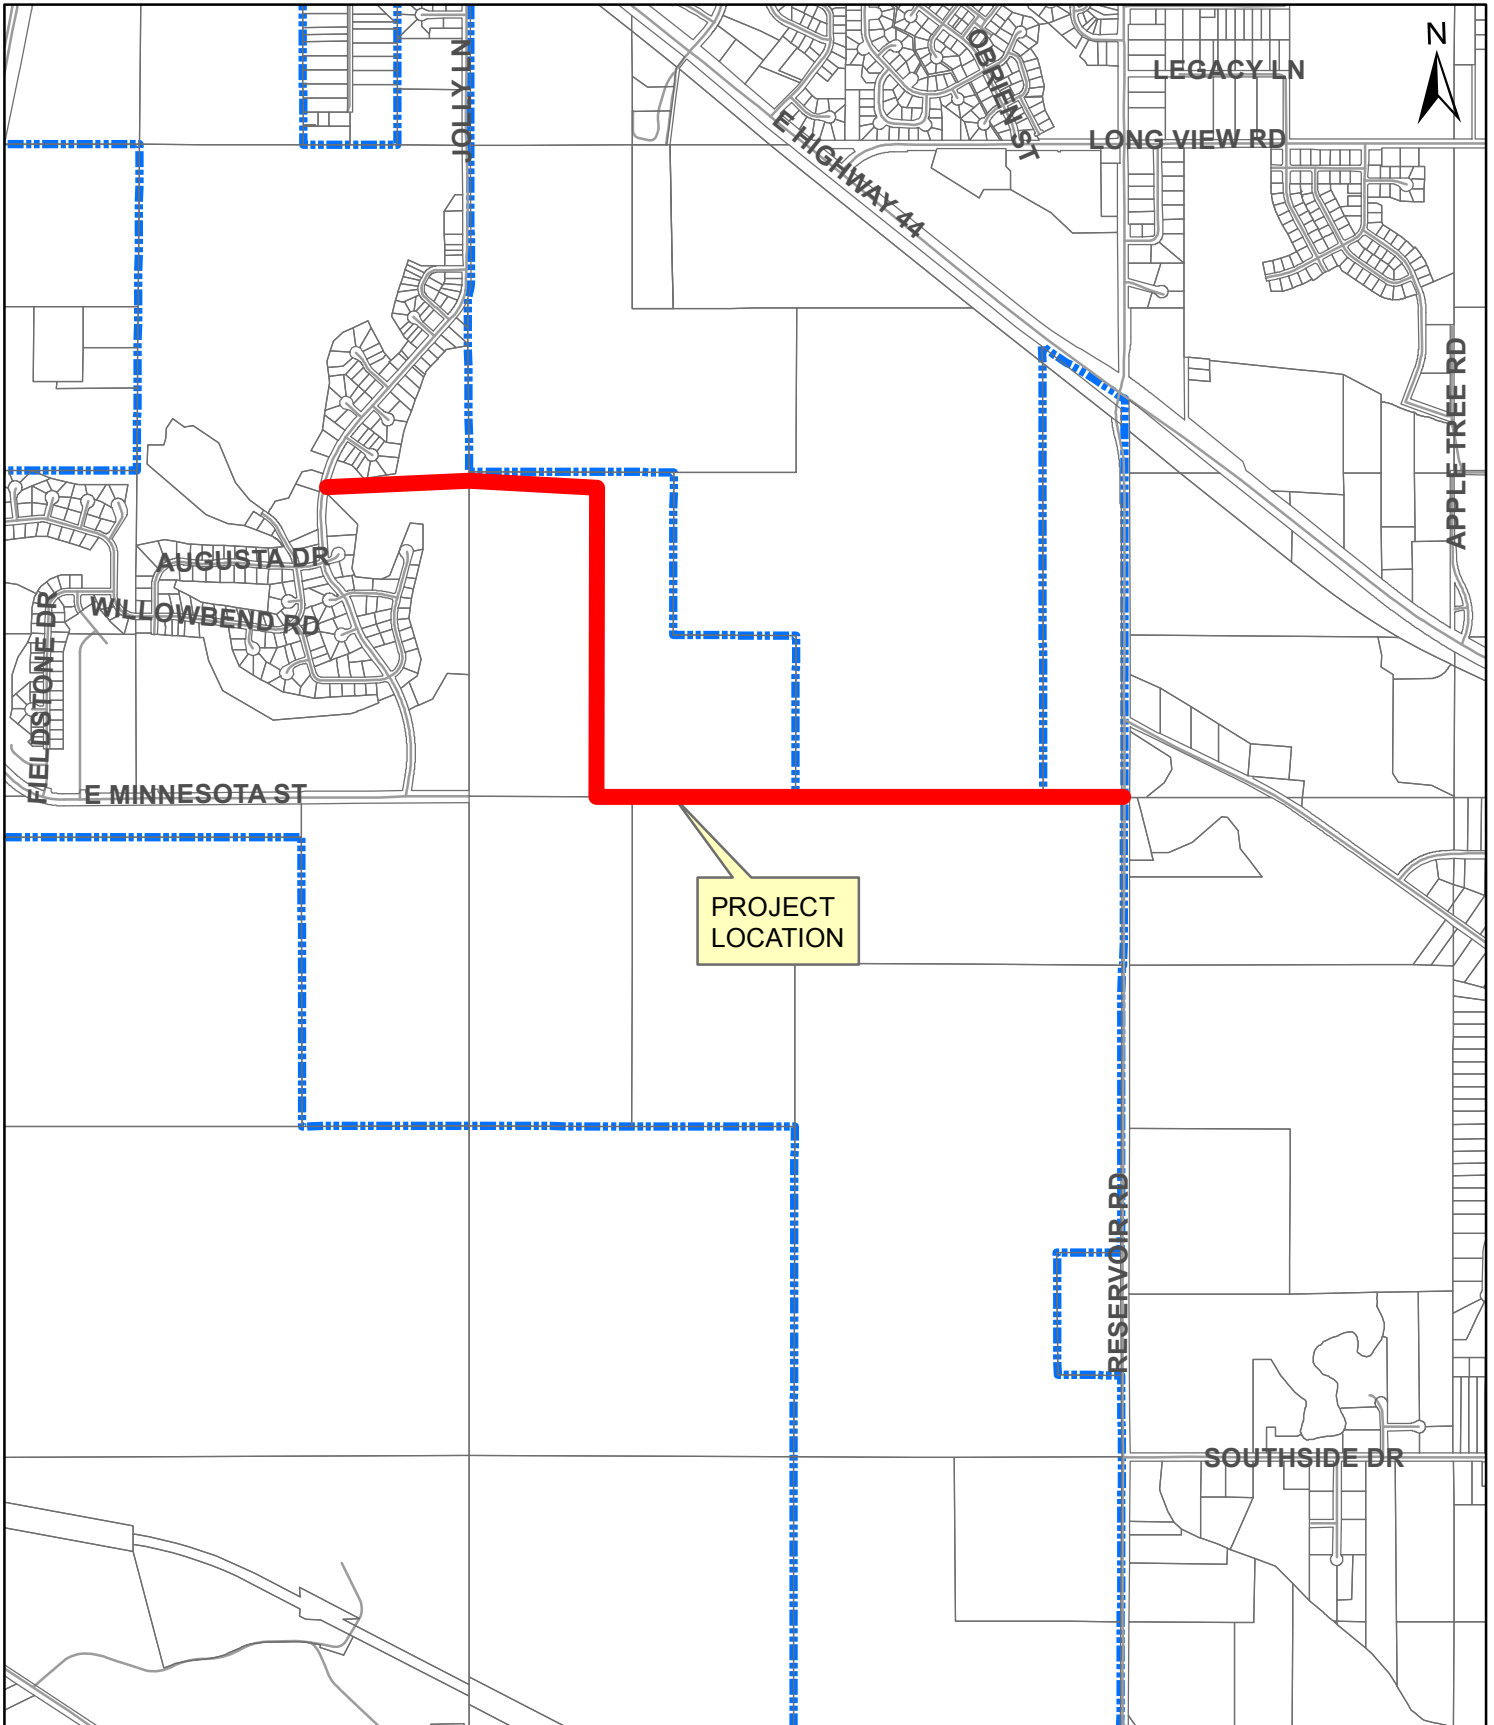 N
JOLLY LN
OBRIEN ST
LEGACY LN
E HIGHWAY 44
LONG VIEW RD
APPLE TREE RD
AUGUSTA DR
WILLOWBEND RD
FIELDSTONE DR
E MINNESOTA ST
PROJECT
LOCATION
RESERVOIR RD
SOUTHSIDE DR